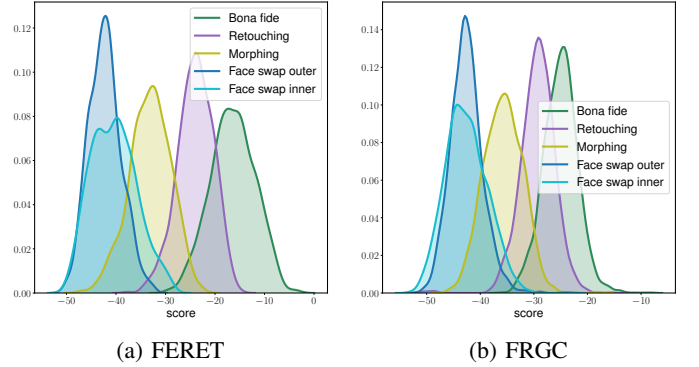 0.12
0.10
0.08
0.06
0.04
0.02
0.00
−50
−40
−30
−20
−10
0
score
Bona fide
Retouching
Morphing
Face swap outer
Face swap inner
(a) FERET
0.14
0.12
0.10
0.08
0.06
0.04
0.02
0.00
−50
−40
−30
−20
−10
score
Bona fide
Retouching
Morphing
Face swap outer
Face swap inner
(b) FRGC